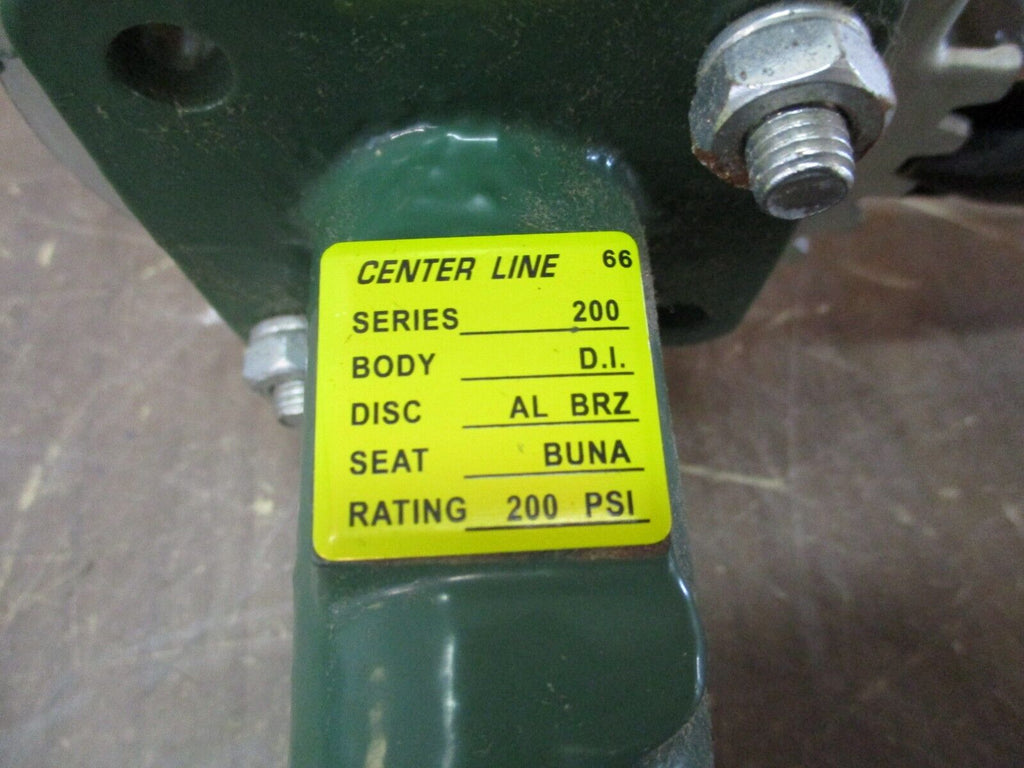 CENTER LINE 66
SERIES 200
BODY D.I.
DISC AL BRZ
SEAT BUNA
RATING 200 PSI